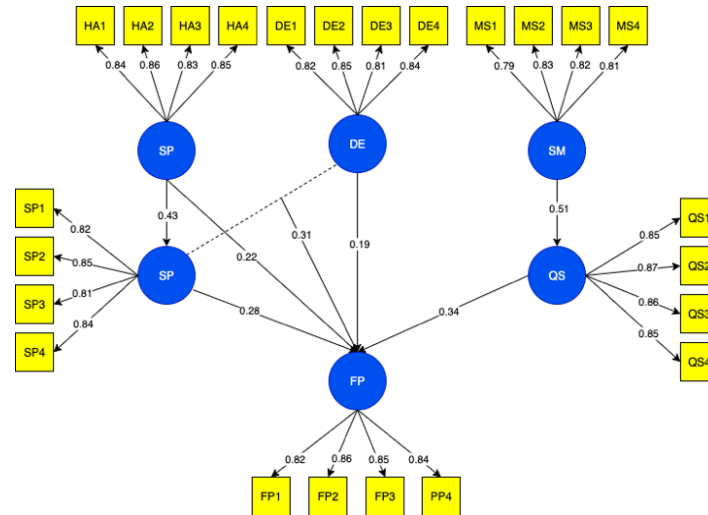 HA1 HA2 HA3 HA4 DE1 DE2 DE3 DE4 MS1 MS2 MS3 MS4
0.84 0.86 0.83 0.85 0.82 0.85 0.81 0.84 0.79 0.83 0.82 0.81
SP DE SM
SP1 0.82 0.43 0.51 QS1
SP2 0.85 0.31 0.22 0.19 0.85 QS2
SP3 0.81 SP QS 0.87 QS3
SP4 0.84 0.28 0.34 0.86 0.85 QS4
FP
0.82 0.86 0.85 0.84
FP1 FP2 FP3 PP4